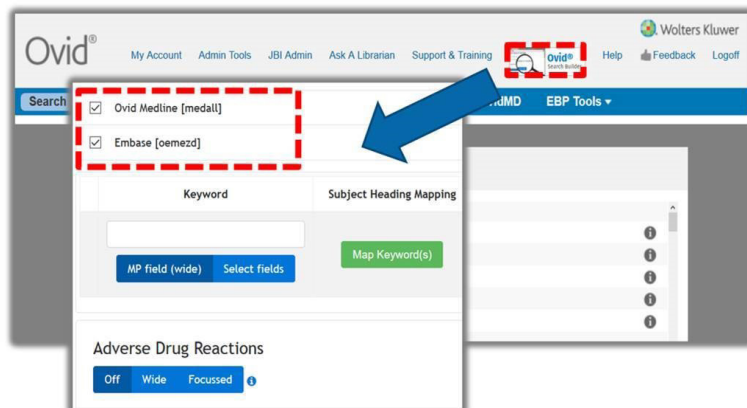 Wolters Kluwer
Ovid®
My Account Admin Tools JBI Admin Ask A Librarian Support & Training Ovid® Search Builder Help Feedback Logoff
Search
EBP Tools
Ovid Medline [medall]
Embase [oemezd]
Keyword Subject Heading Mapping
MP field (wide) Select fields Map Keyword(s)
Adverse Drug Reactions
Off Wide Focussed